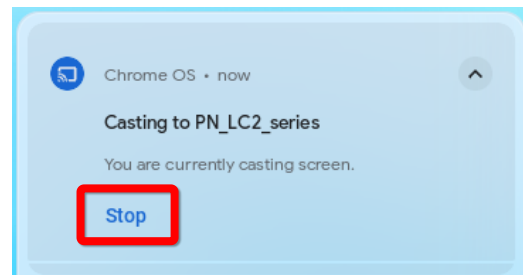 Chrome OS • now
Casting to PN_LC2_series
You are currently casting screen.
Stop